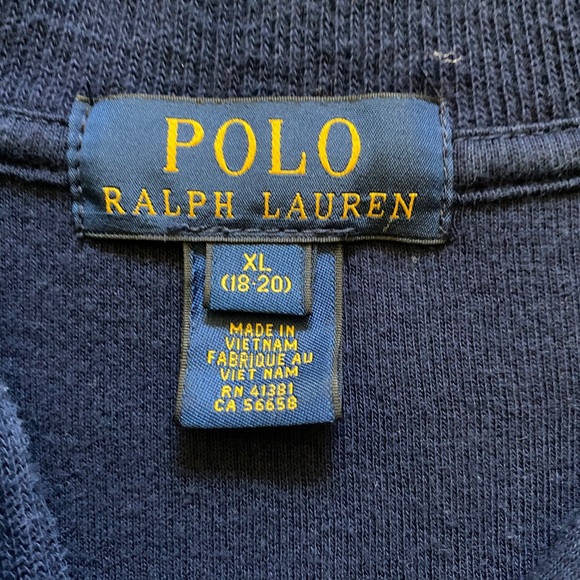 POLO
RALPH LAUREN
XL
(18-20)
MADE IN
VIETNAM
FABRIQUE AU
VIET NAM
RN 41381
CA 56658